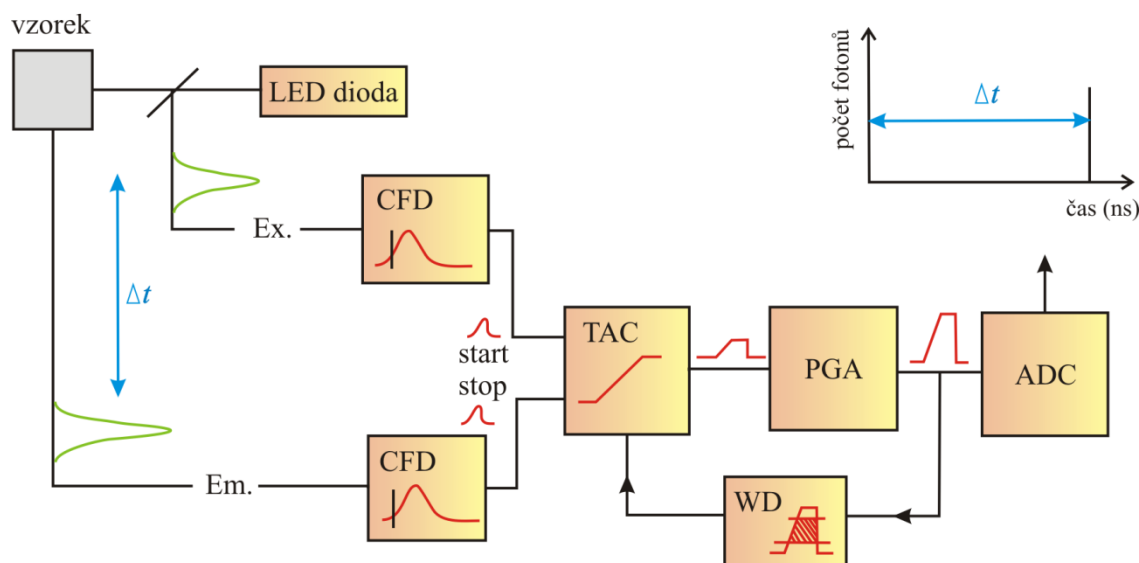 vzorek
LED dioda
Δt
počet fotonů
čas (ns)
CFD
Ex.
Δt
start
stop
TAC
PGA
ADC
CFD
Em.
WD